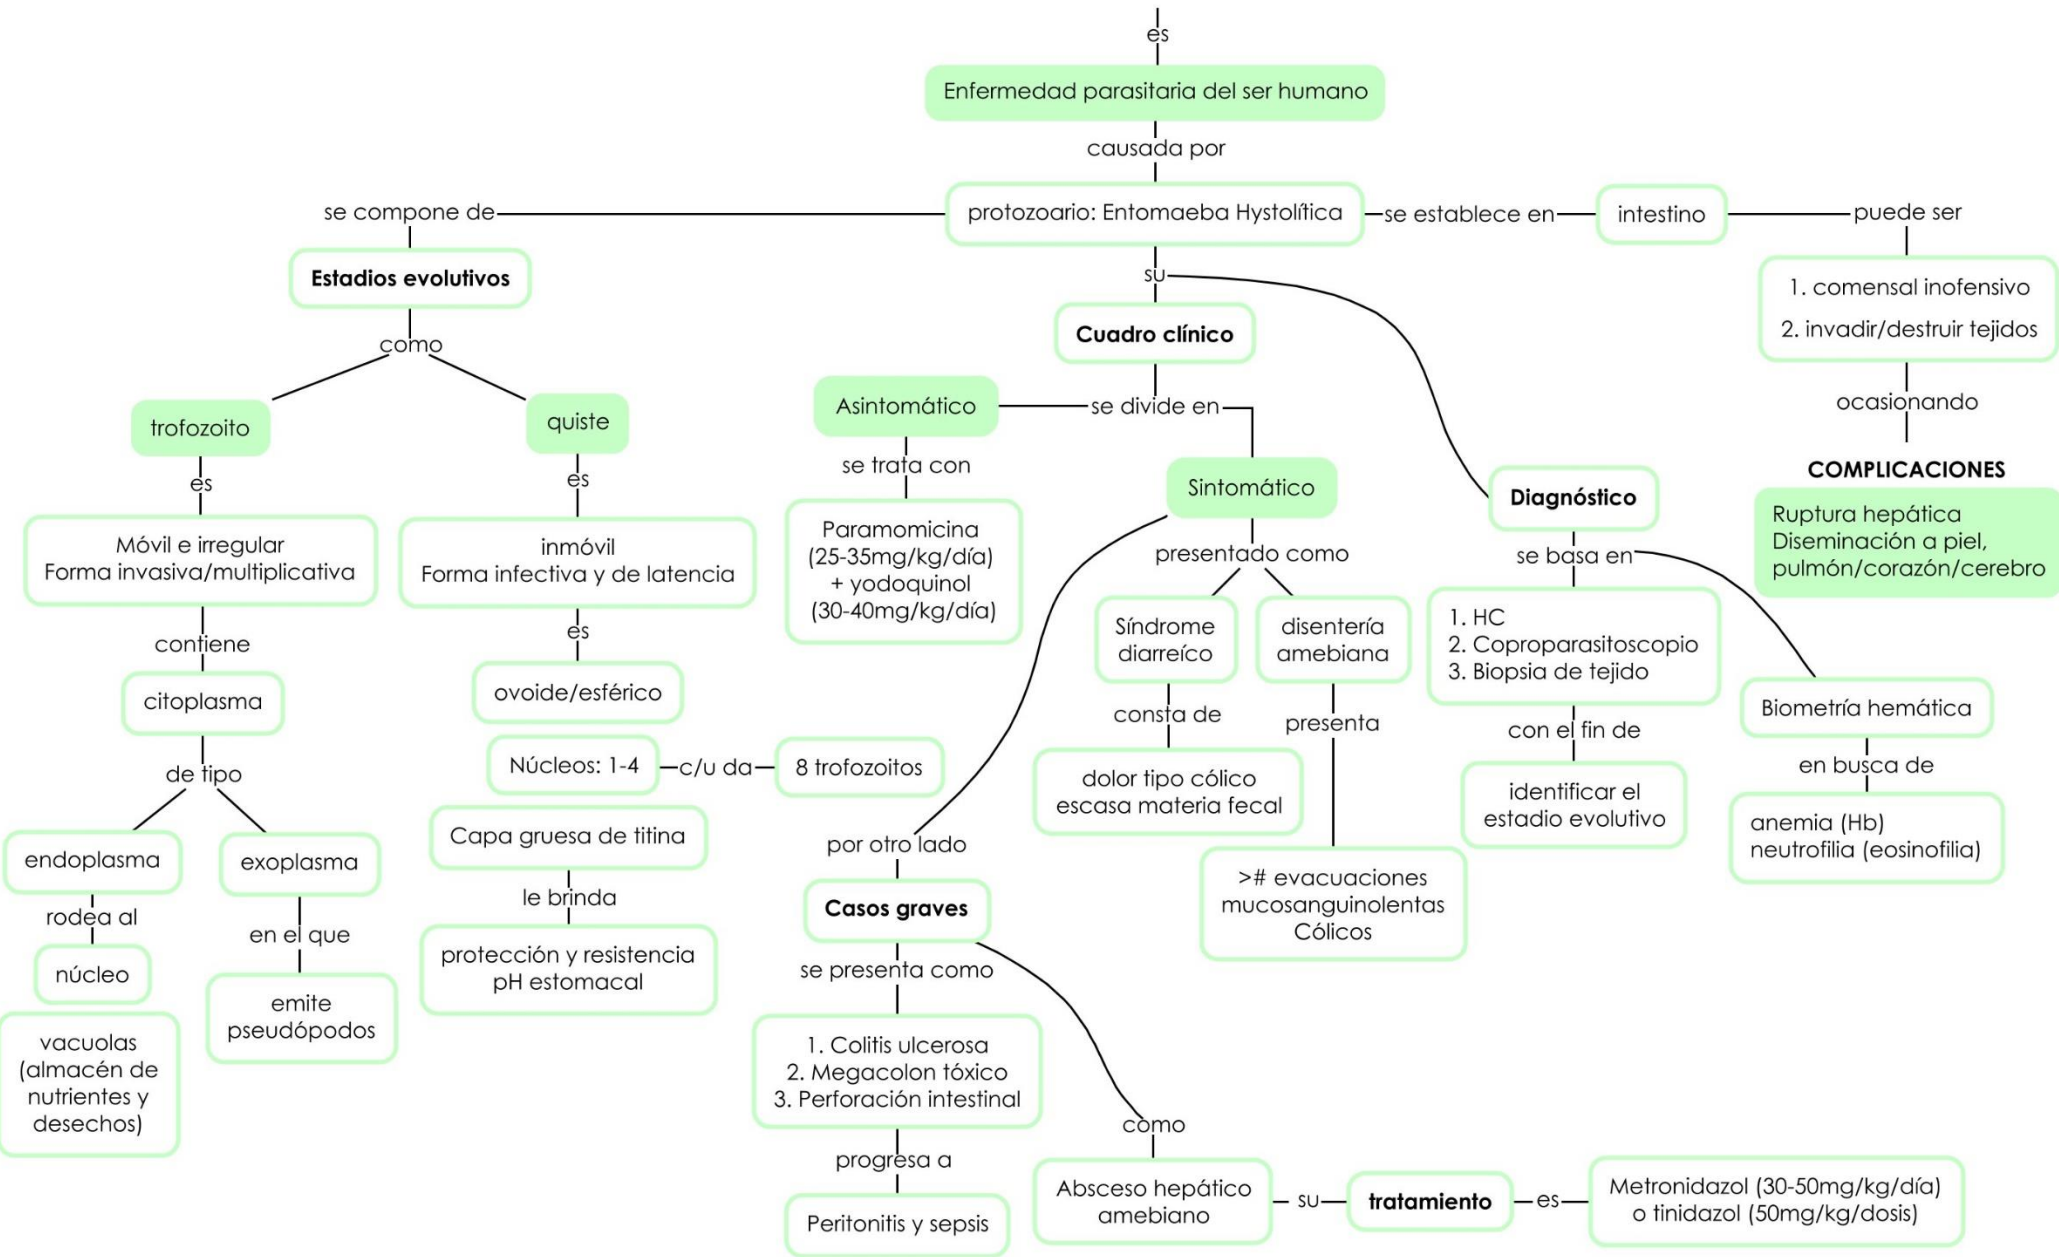 es
Enfermedad parasitaria del ser humano
causada por
protozoario: Entomaeba Hystolítica
se compone de
Estadios evolutivos
como
trofozoito
es
Móvil e irregular
Forma invasiva/multiplicativa
contiene
citoplasma
de tipo
endoplasma
rodea al
núcleo
vacuolas
(almacén de
nutrientes y
desechos)
exoplasma
en el que
emite
pseudópodos
quiste
es
inmóvil
Forma infectiva y de latencia
es
ovoide/esférico
Núcleos: 1-4
c/u da
8 trofozoitos
Capa gruesa de titina
le brinda
protección y resistencia
pH estomacal
su
Cuadro clínico
se divide en
Asintomático
se trata con
Paramomicina
(25-35mg/kg/día)
+ yodoquinol
(30-40mg/kg/día)
Sintomático
presentado como
Síndrome
diarreíco
consta de
dolor tipo cólico
escasa materia fecal
disentería
amebiana
presenta
># evacuaciones
mucosanguinolentas
Cólicos
por otro lado
Casos graves
se presenta como
1. Colitis ulcerosa
2. Megacolon tóxico
3. Perforación intestinal
progresa a
Peritonitis y sepsis
como
Absceso hepático
amebiano
su
tratamiento
es
Metronidazol (30-50mg/kg/día)
o tinidazol (50mg/kg/dosis)
Diagnóstico
se basa en
1. HC
2. Coproparasitoscopio
3. Biopsia de tejido
con el fin de
identificar el
estadio evolutivo
Biometría hemática
en busca de
anemia (Hb)
neutrofilia (eosinofilia)
se establece en
intestino
puede ser
1. comensal inofensivo
2. invadir/destruir tejidos
ocasionando
COMPLICACIONES
Ruptura hepática
Diseminación a piel,
pulmón/corazón/cerebro